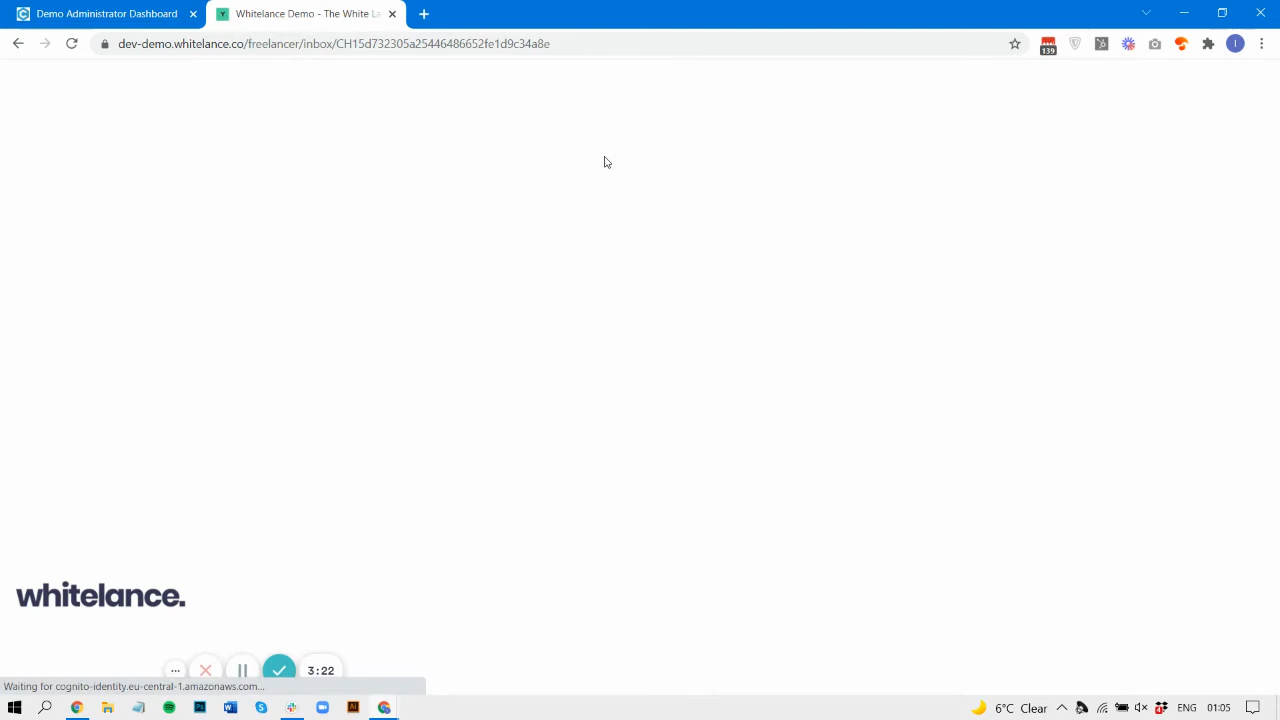 Demo Administrator Dashboard
Whitelance Demo - The White La
dev-demo.whitelance.co/freelancer/inbox/CH15d732305a25446486652fe1d9c34a8e
139
I
whitelance.
3:22
Waiting for cognito-identity.eu-central-1.amazonaws.com...
6°C Clear
ENG
01:05